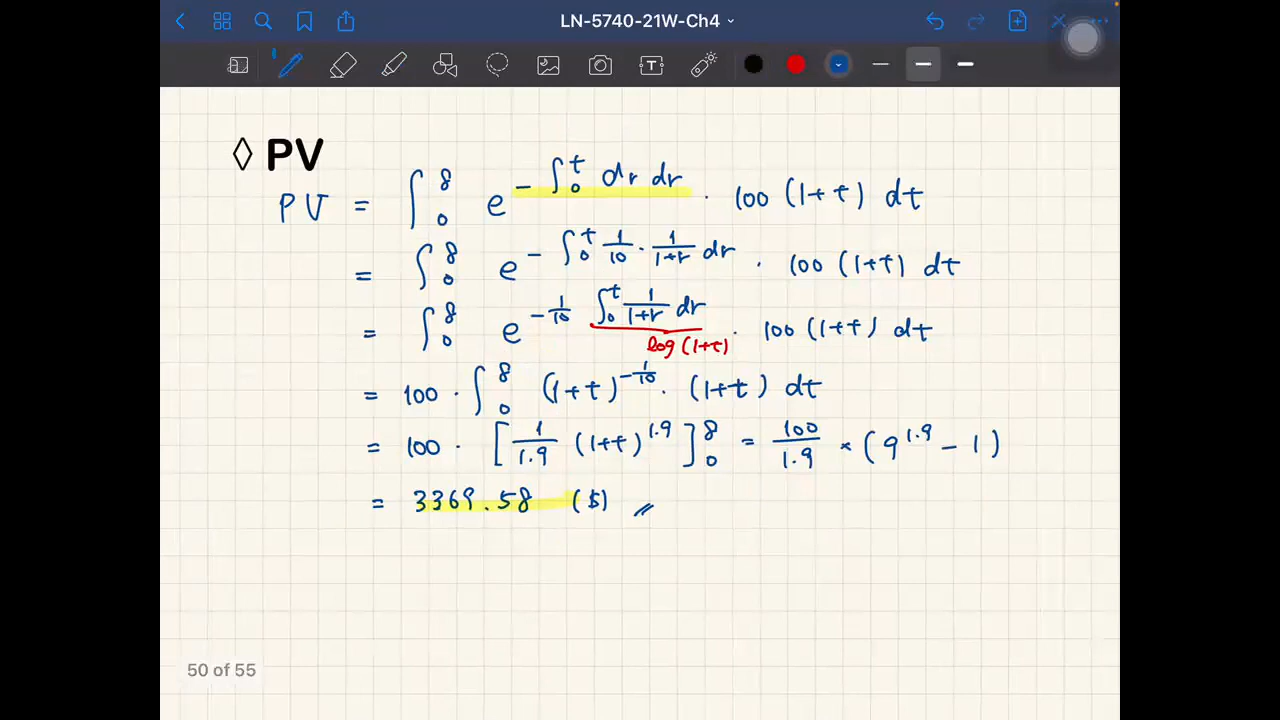 LN-5740-21W-Ch4
◊ PV
PV = ∫₀⁸ e^(− ∫₀ᵗ δr dr) · 100 (1+t) dt
= ∫₀⁸ e^(− ∫₀ᵗ 1/10 · 1/(1+r) dr) · 100 (1+t) dt
= ∫₀⁸ e^(−1/10 ∫₀ᵗ 1/(1+r) dr) · 100 (1+t) dt
log (1+t)
= 100 · ∫₀⁸ (1+t)^(−1/10) · (1+t) dt
= 100 · [1/1.9 (1+t)^1.9]₀⁸ = 100/1.9 × (9^1.9 − 1)
= 3369.58 ($)
50 of 55